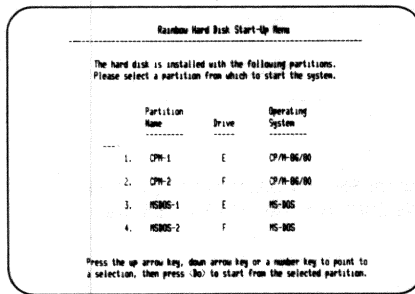 Rainbow Hard Disk Start-Up Menu
The hard disk is installed with the following partitions.
Please select a partition from which to start the system.
Partition Name Drive Operating System
1. CPM-1 E CP/M-86/80
2. CPM-2 F CP/M-86/80
3. MSDOS-1 E MS-DOS
4. MSDOS-2 F MS-DOS
Press the up arrow key, down arrow key or a number key to point to
a selection, then press <Do> to start from the selected partition.